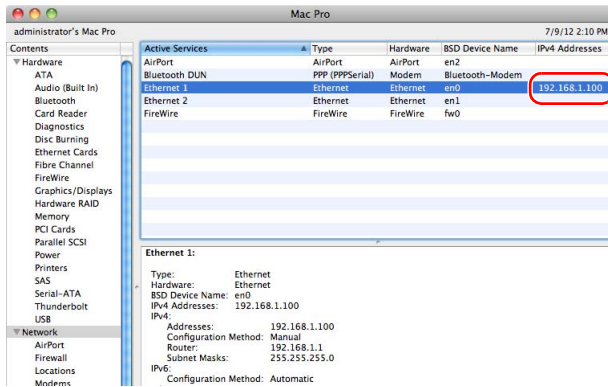 Mac Pro
administrator's Mac Pro
7/9/12 2:10 PM
Contents
Hardware
ATA
Audio (Built In)
Bluetooth
Card Reader
Diagnostics
Disc Burning
Ethernet Cards
Fibre Channel
FireWire
Graphics/Displays
Hardware RAID
Memory
PCI Cards
Parallel SCSI
Power
Printers
SAS
Serial-ATA
Thunderbolt
USB
Network
AirPort
Firewall
Locations
Modems
Active Services Type Hardware BSD Device Name IPv4 Addresses
AirPort AirPort AirPort en2
Bluetooth DUN PPP (PPPSerial) Modem Bluetooth-Modem
Ethernet 1 Ethernet Ethernet en0 192.168.1.100
Ethernet 2 Ethernet Ethernet en1
FireWire FireWire FireWire fw0
Ethernet 1:
Type: Ethernet
Hardware: Ethernet
BSD Device Name: en0
IPv4 Addresses: 192.168.1.100
IPv4:
Addresses: 192.168.1.100
Configuration Method: Manual
Router: 192.168.1.1
Subnet Masks: 255.255.255.0
IPv6:
Configuration Method: Automatic